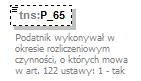 tns:P_65
Podatnik wykonywał w
okresie rozliczeniowym
czynności, o których mowa
w art. 122 ustawy: 1 - tak